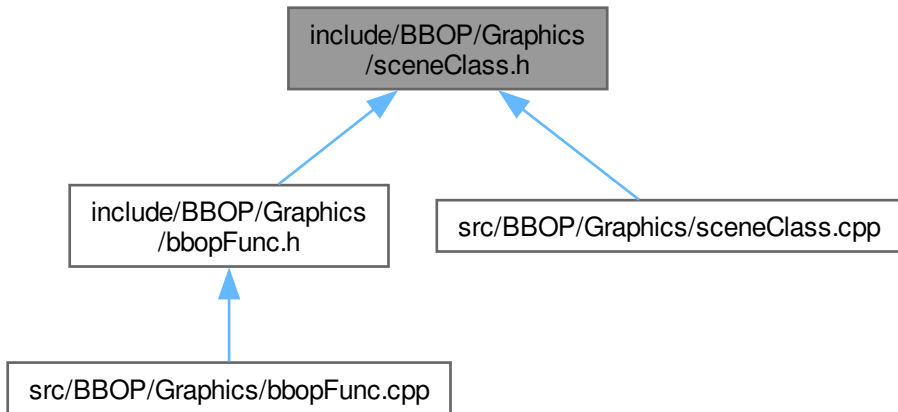 include/BBOP/Graphics
/sceneClass.h
include/BBOP/Graphics
/bbopFunc.h
src/BBOP/Graphics/sceneClass.cpp
src/BBOP/Graphics/bbopFunc.cpp